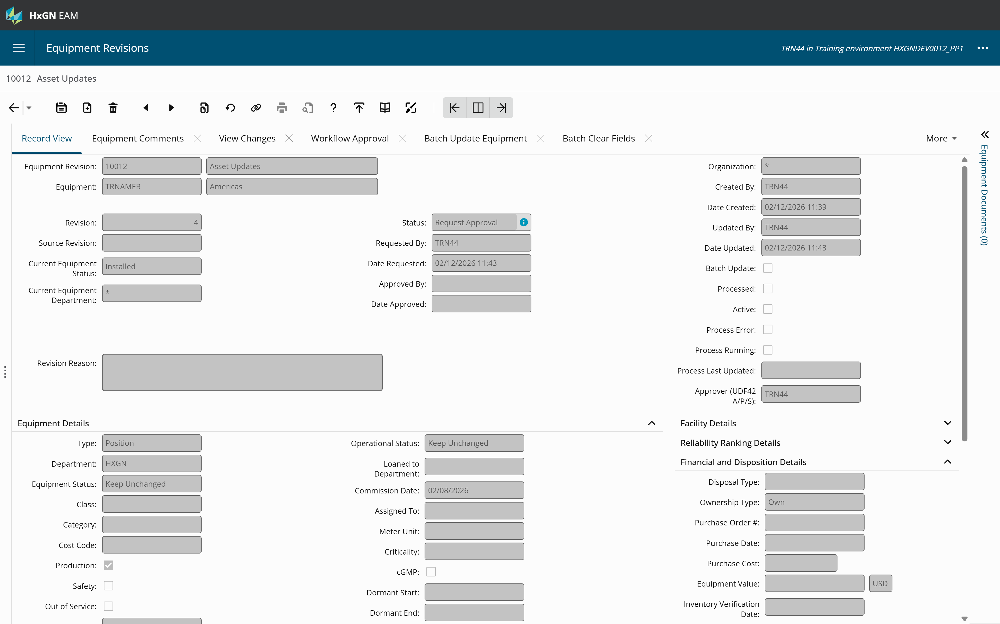 HxGN EAM
Equipment Revisions
TRN44 in Training environment HXGNDEV0012_PP1
10012 Asset Updates
Record View
Equipment Comments
View Changes
Workflow Approval
Batch Update Equipment
Batch Clear Fields
More
Equipment Documents (0)
Equipment Revision: 10012 Asset Updates
Equipment: TRNAMER Americas
Revision: 4
Source Revision:
Current Equipment
Status: Installed
Current Equipment
Department: *
Status: Request Approval
Requested By: TRN44
Date Requested: 02/12/2026 11:43
Approved By:
Date Approved:
Revision Reason:
Organization: *
Created By: TRN44
Date Created: 02/12/2026 11:39
Updated By: TRN44
Date Updated: 02/12/2026 11:43
Batch Update:
Processed:
Active:
Process Error:
Process Running:
Process Last Updated:
Approver (UDF42
A/P/S): TRN44
Equipment Details
Type: Position
Department: HXGN
Equipment Status: Keep Unchanged
Class:
Category:
Cost Code:
Production:
Safety:
Out of Service:
Operational Status: Keep Unchanged
Loaned to
Department:
Commission Date: 02/08/2026
Assigned To:
Meter Unit:
Criticality:
cGMP:
Dormant Start:
Dormant End:
Facility Details
Reliability Ranking Details
Financial and Disposition Details
Disposal Type:
Ownership Type: Own
Purchase Order #:
Purchase Date:
Purchase Cost:
Equipment Value: USD
Inventory Verification
Date: